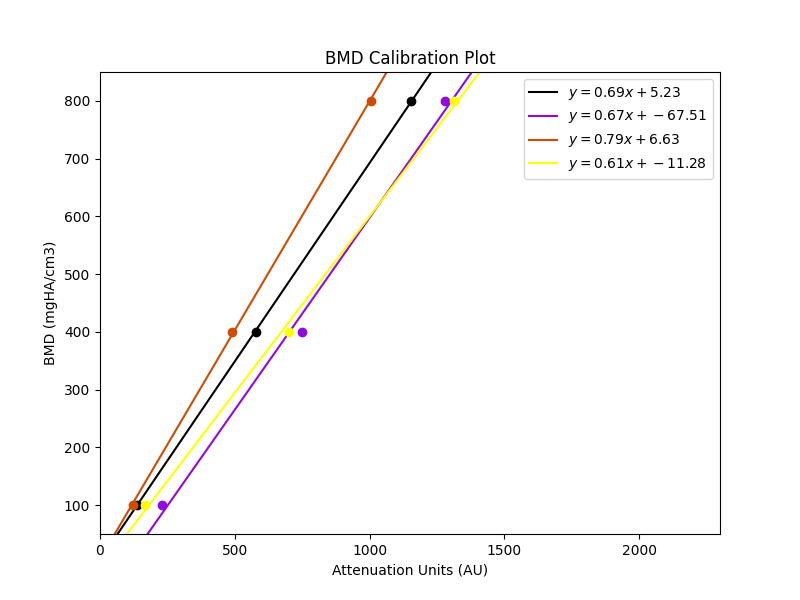 BMD Calibration Plot
y = 0.69x + 5.23
y = 0.67x + −67.51
y = 0.79x + 6.63
y = 0.61x + −11.28
800
700
600
500
400
300
200
100
BMD (mgHA/cm3)
0 500 1000 1500 2000
Attenuation Units (AU)